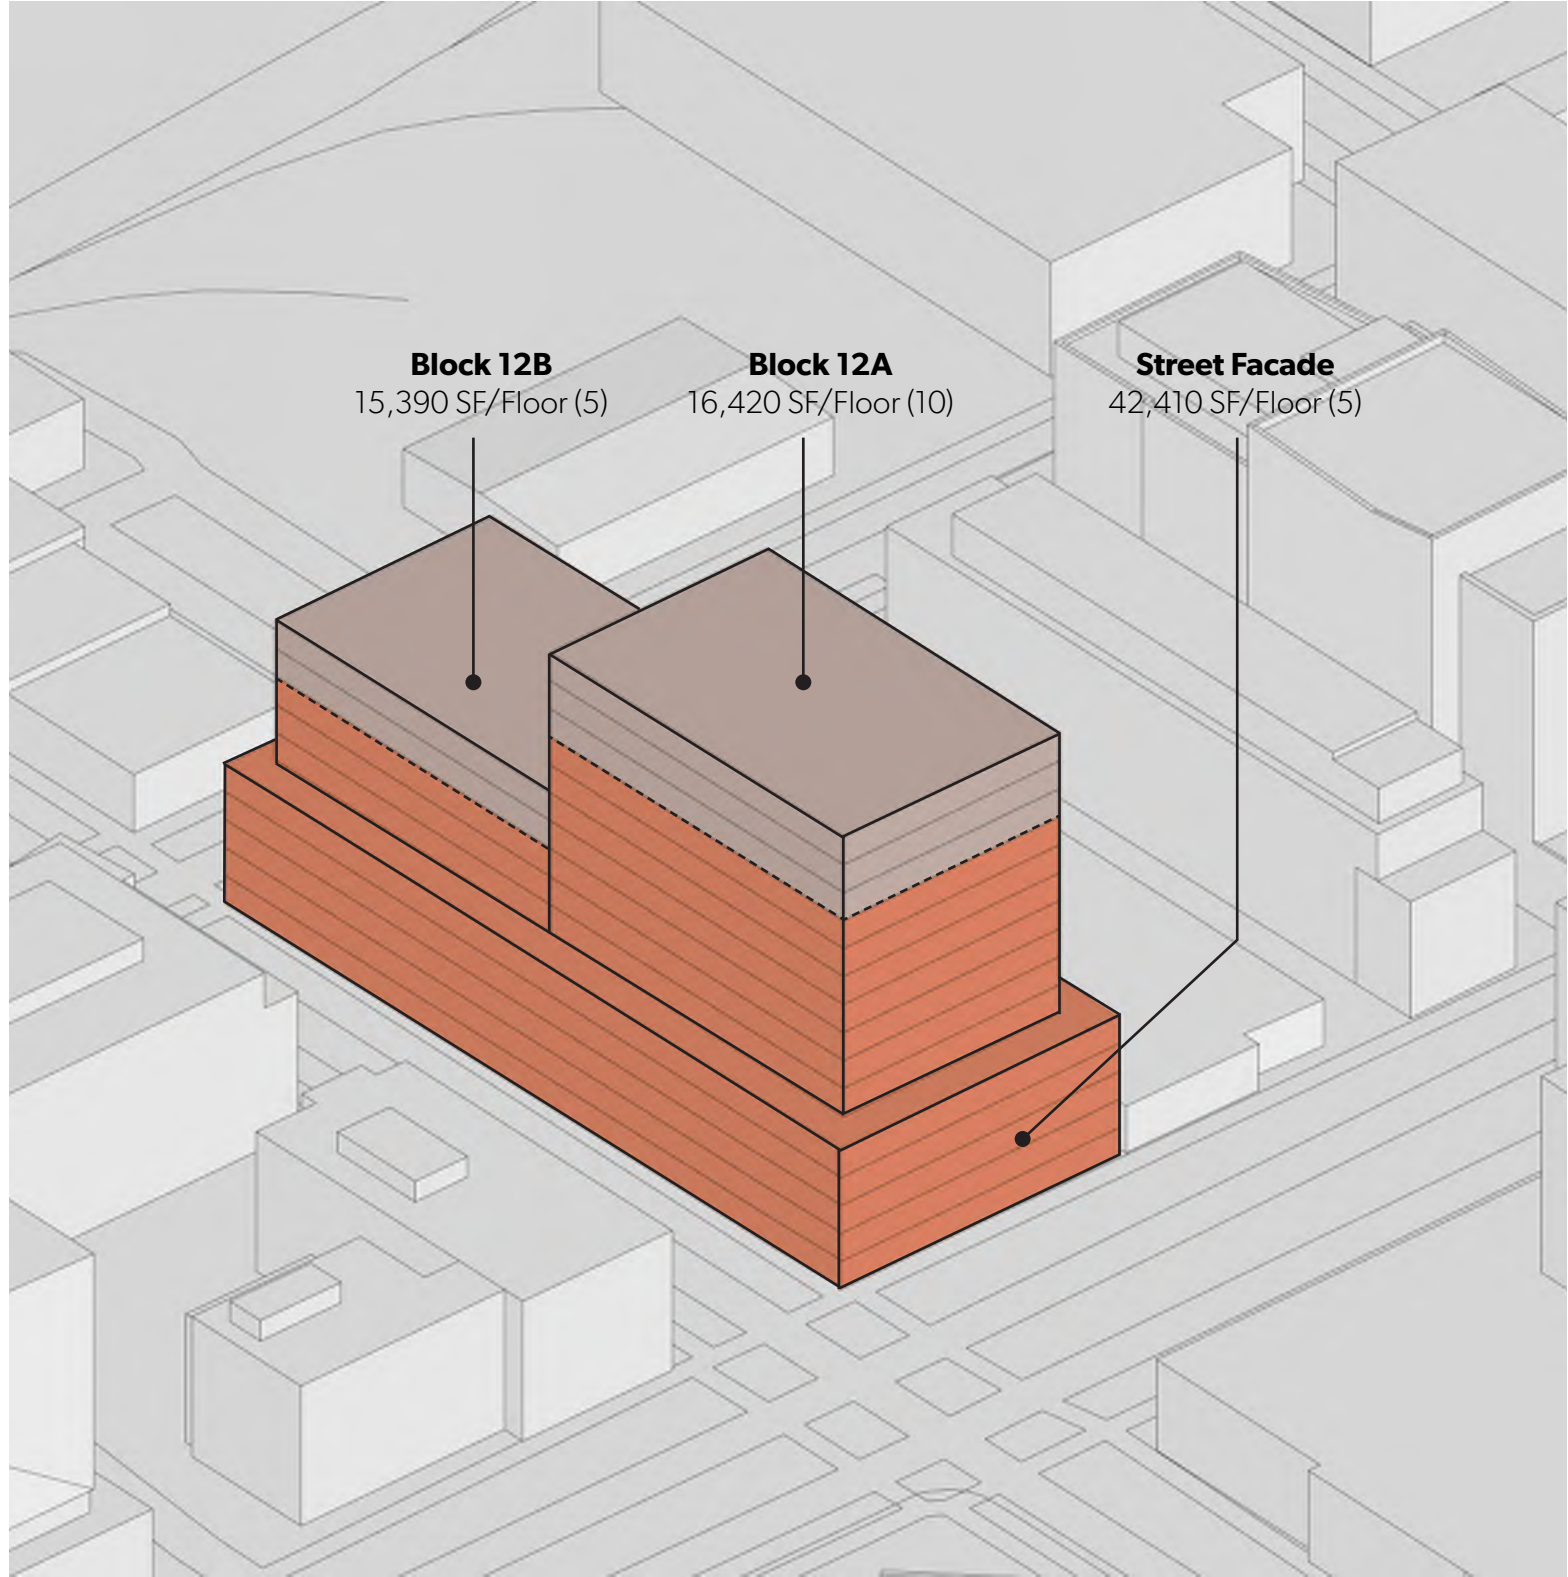 Block 12B
15,390 SF/Floor (5)
Block 12A
16,420 SF/Floor (10)
Street Facade
42,410 SF/Floor (5)